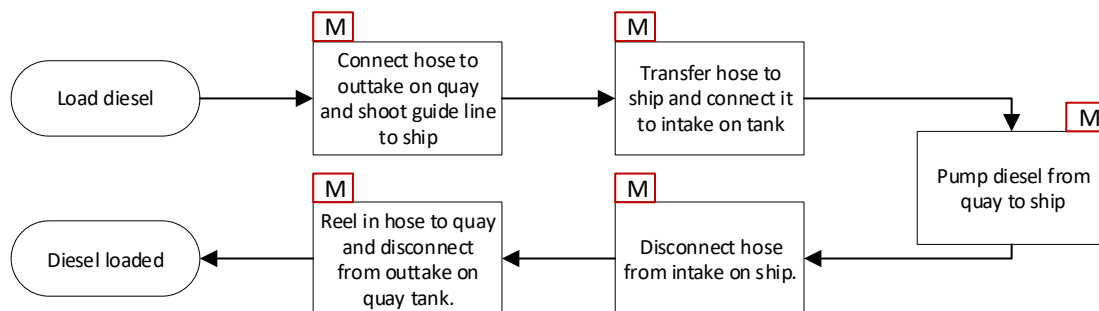 Load diesel
M
Connect hose to
outtake on quay
and shoot guide line
to ship
M
Transfer hose to
ship and connect it
to intake on tank
M
Pump diesel from
quay to ship
M
Disconnect hose
from intake on ship.
M
Reel in hose to quay
and disconnect
from outtake on
quay tank.
Diesel loaded